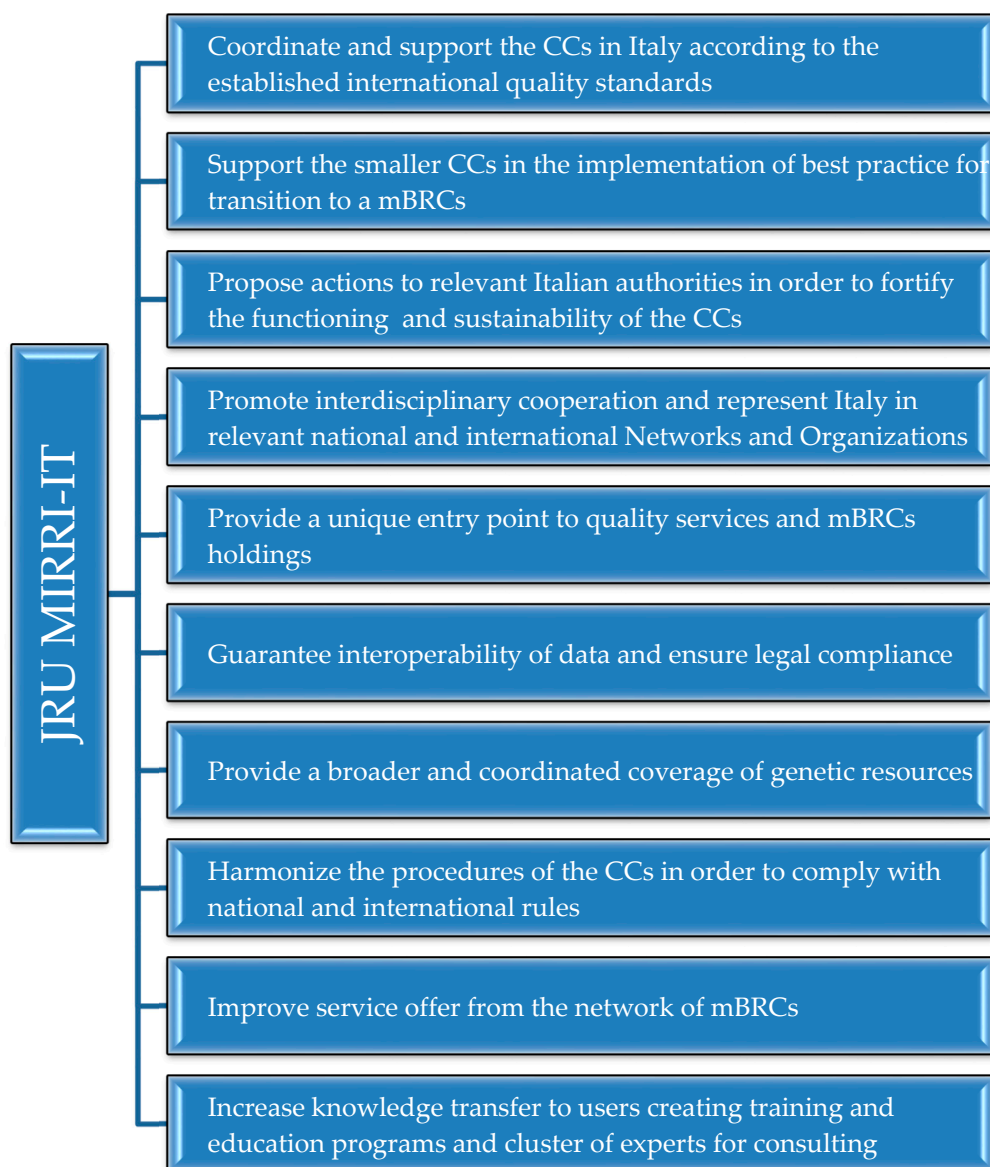 JRU MIRRI-IT
Coordinate and support the CCs in Italy according to the
established international quality standards
Support the smaller CCs in the implementation of best practice for
transition to a mBRCs
Propose actions to relevant Italian authorities in order to fortify
the functioning and sustainability of the CCs
Promote interdisciplinary cooperation and represent Italy in
relevant national and international Networks and Organizations
Provide a unique entry point to quality services and mBRCs
holdings
Guarantee interoperability of data and ensure legal compliance
Provide a broader and coordinated coverage of genetic resources
Harmonize the procedures of the CCs in order to comply with
national and international rules
Improve service offer from the network of mBRCs
Increase knowledge transfer to users creating training and
education programs and cluster of experts for consulting